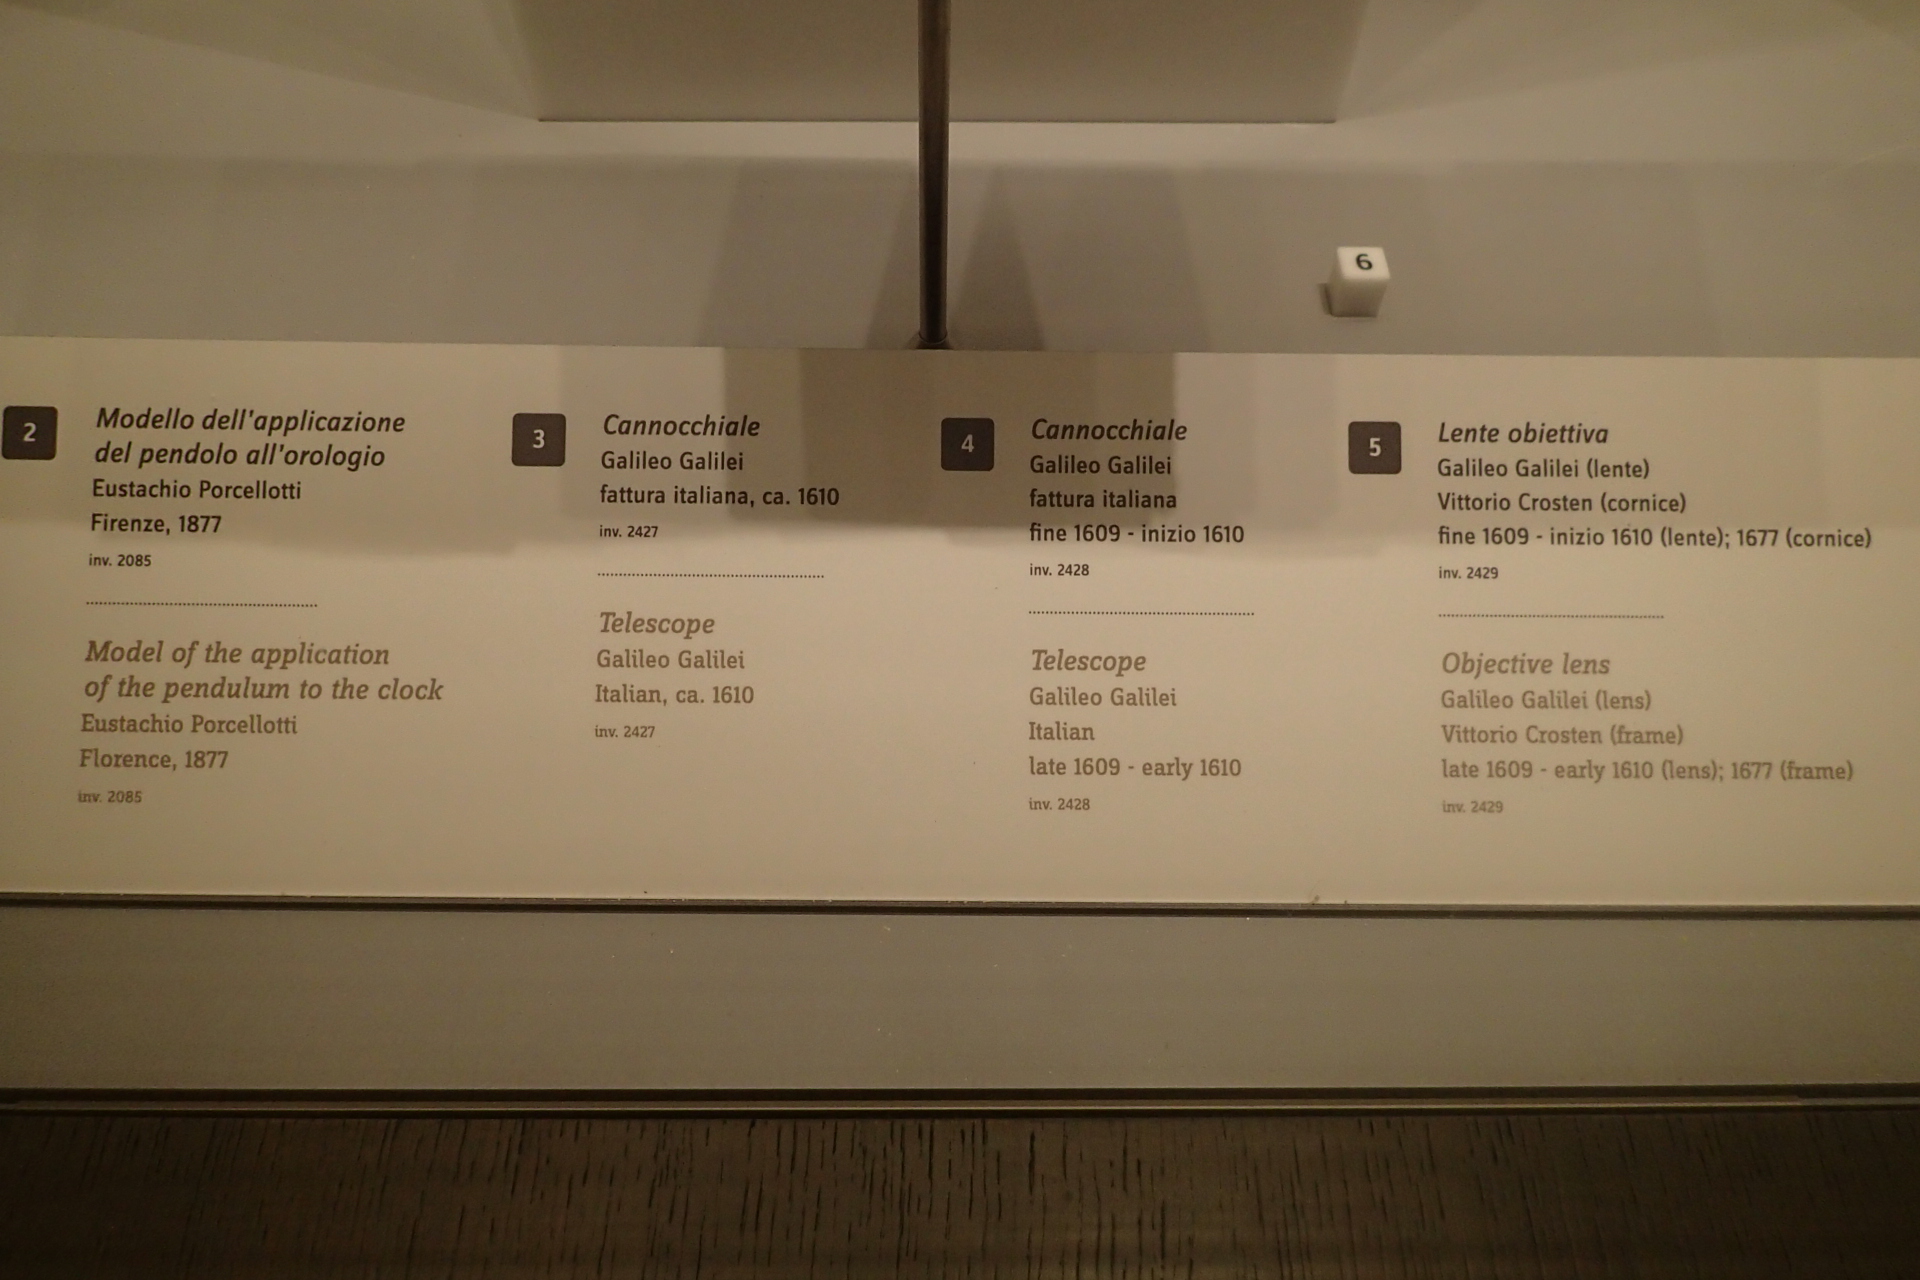 6
2
Modello dell'applicazione
del pendolo all'orologio
Eustachio Porcellotti
Firenze, 1877
inv. 2085
Model of the application
of the pendulum to the clock
Eustachio Porcellotti
Florence, 1877
inv. 2085
3
Cannocchiale
Galileo Galilei
fattura italiana, ca. 1610
inv. 2427
Telescope
Galileo Galilei
Italian, ca. 1610
inv. 2427
4
Cannocchiale
Galileo Galilei
fattura italiana
fine 1609 - inizio 1610
inv. 2428
Telescope
Galileo Galilei
Italian
late 1609 - early 1610
inv. 2428
5
Lente obiettiva
Galileo Galilei (lente)
Vittorio Crosten (cornice)
fine 1609 - inizio 1610 (lente); 1677 (cornice)
inv. 2429
Objective lens
Galileo Galilei (lens)
Vittorio Crosten (frame)
late 1609 - early 1610 (lens); 1677 (frame)
inv. 2429